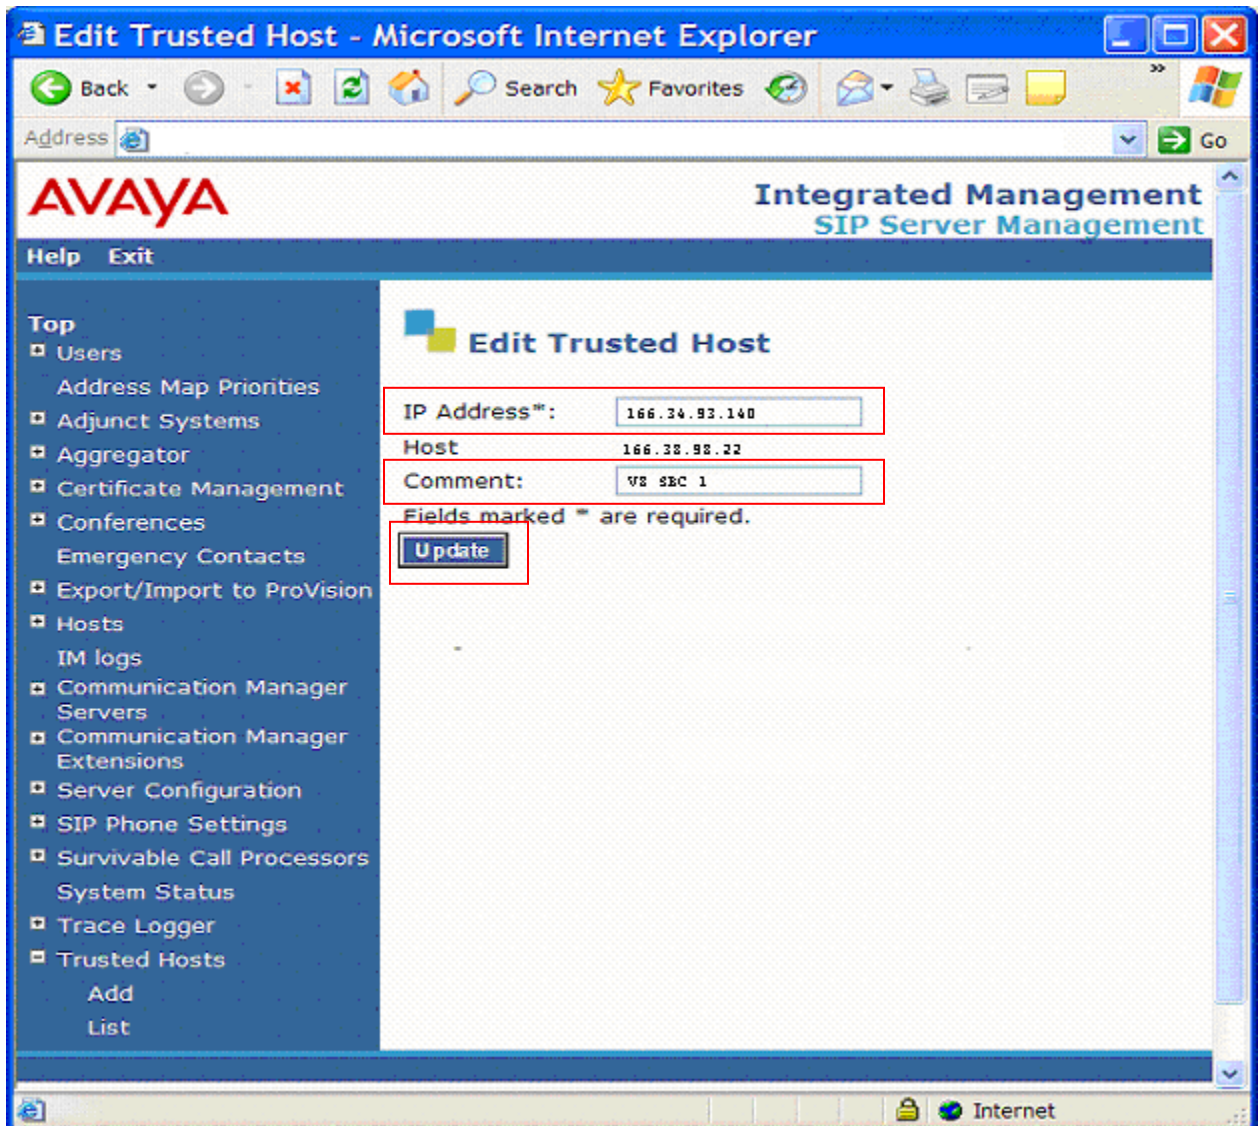 Edit Trusted Host - Microsoft Internet Explorer
Back Search Favorites »
Address Go
AVAYA
Integrated Management
SIP Server Management
Help Exit
Top
Users
Address Map Priorities
Adjunct Systems
Aggregator
Certificate Management
Conferences
Emergency Contacts
Export/Import to ProVision
Hosts
IM logs
Communication Manager
Servers
Communication Manager
Extensions
Server Configuration
SIP Phone Settings
Survivable Call Processors
System Status
Trace Logger
Trusted Hosts
Add
List
Edit Trusted Host
IP Address*: 166.34.93.140
Host 166.38.98.22
Comment: VZ SBC 1
Fields marked * are required.
Update
Internet